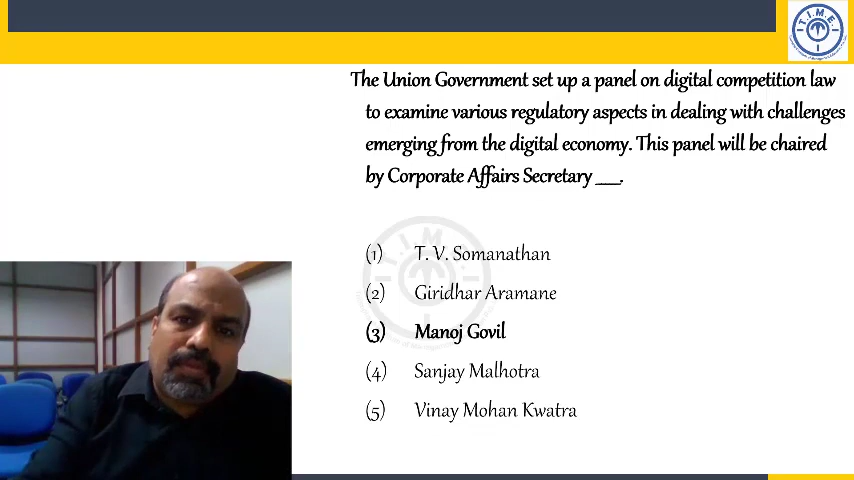 T.I.M.E.
The Union Government set up a panel on digital competition law
to examine various regulatory aspects in dealing with challenges
emerging from the digital economy. This panel will be chaired
by Corporate Affairs Secretary ___.
(1) T. V. Somanathan
(2) Giridhar Aramane
(3) Manoj Govil
(4) Sanjay Malhotra
(5) Vinay Mohan Kwatra